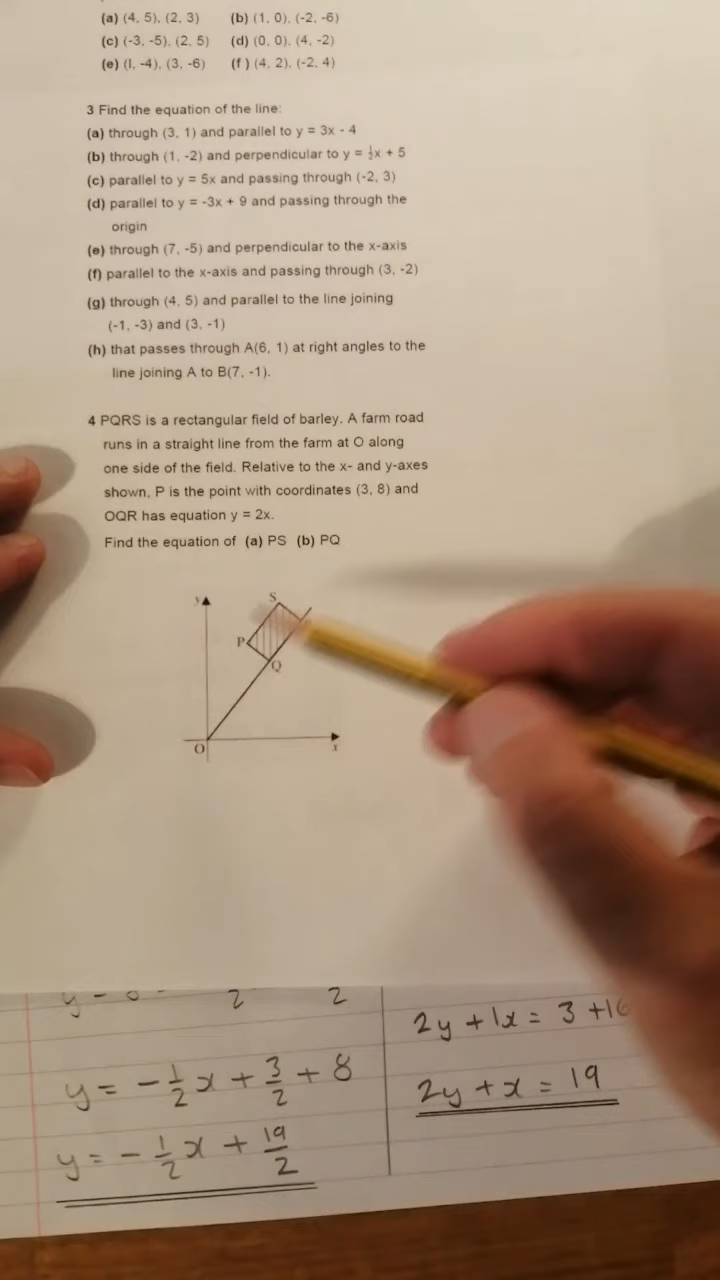 (a) (4, 5), (2, 3) (b) (1, 0), (-2, -6)
(c) (-3, -5), (2, 5) (d) (0, 0), (4, -2)
(e) (1, -4), (3, -6) (f ) (4, 2), (-2, 4)
3 Find the equation of the line:
(a) through (3, 1) and parallel to y = 3x - 4
(b) through (1, -2) and perpendicular to y = ½x + 5
(c) parallel to y = 5x and passing through (-2, 3)
(d) parallel to y = -3x + 9 and passing through the
origin
(e) through (7, -5) and perpendicular to the x-axis
(f) parallel to the x-axis and passing through (3, -2)
(g) through (4, 5) and parallel to the line joining
(-1, -3) and (3, -1)
(h) that passes through A(6, 1) at right angles to the
line joining A to B(7, -1).
4 PQRS is a rectangular field of barley. A farm road
runs in a straight line from the farm at O along
one side of the field. Relative to the x- and y-axes
shown, P is the point with coordinates (3, 8) and
OQR has equation y = 2x.
Find the equation of (a) PS (b) PQ
y
S
P
Q
O
x
2y + 1x = 3 + 16
y = -1/2 x + 3/2 + 8
2y + x = 19
y = -1/2 x + 19/2